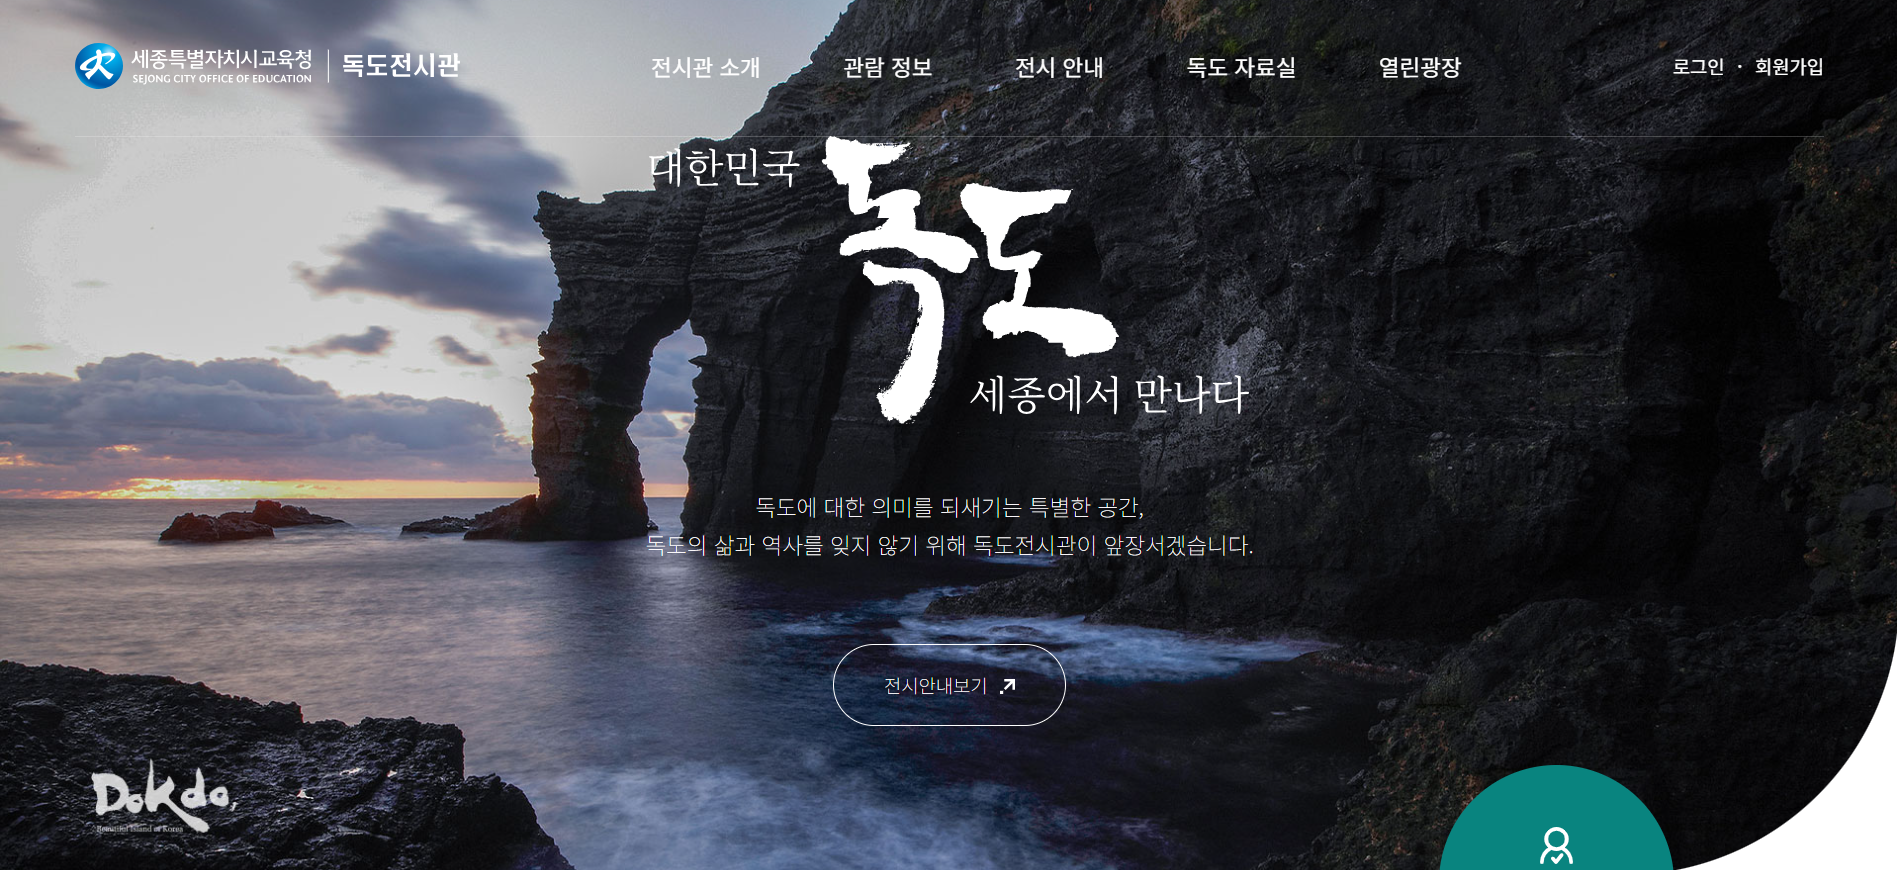 세종특별자치시교육청
SEJONG CITY OFFICE OF EDUCATION
독도전시관
전시관 소개
관람 정보
전시 안내
독도 자료실
열린광장
로그인 · 회원가입
대한민국
독도
세종에서 만나다
독도에 대한 의미를 되새기는 특별한 공간,
독도의 삶과 역사를 잊지 않기 위해 독도전시관이 앞장서겠습니다.
전시안내보기
Dokdo,
Beautiful Island of Korea